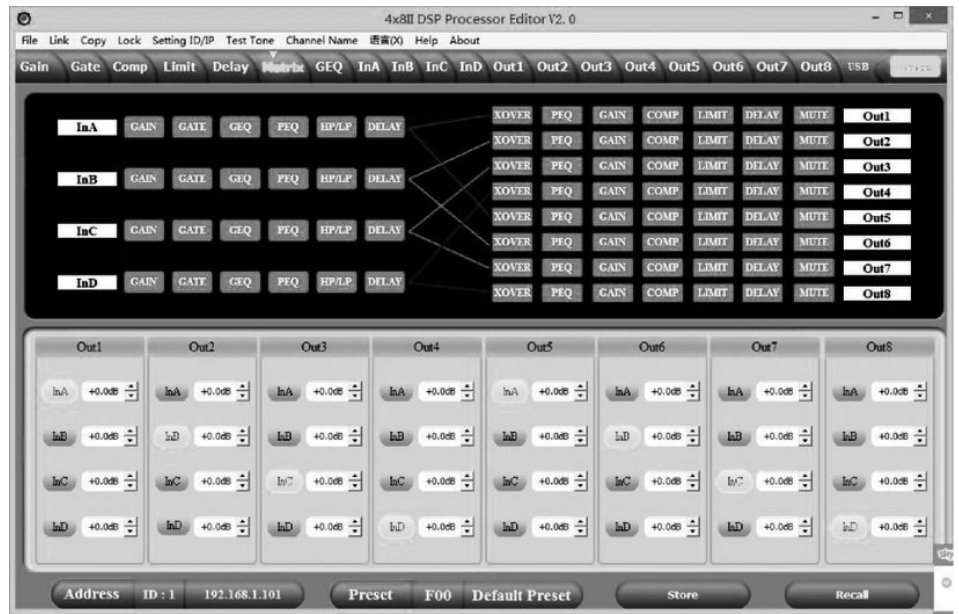 4x8II DSP Processor Editor V2.0
File Link Copy Lock Setting ID/IP Test Tone Channel Name 语言(X) Help About
Gain Gate Comp Limit Delay Matrix GEQ InA InB InC InD Out1 Out2 Out3 Out4 Out5 Out6 Out7 Out8 USB
XOVER PEQ GAIN COMP LIMIT DELAY MUTE Out1
InA GAIN GATE GEQ PEQ HP/LP DELAY
XOVER PEQ GAIN COMP LIMIT DELAY MUTE Out2
XOVER PEQ GAIN COMP LIMIT DELAY MUTE Out3
InB GAIN GATE GEQ PEQ HP/LP DELAY
XOVER PEQ GAIN COMP LIMIT DELAY MUTE Out4
XOVER PEQ GAIN COMP LIMIT DELAY MUTE Out5
InC GAIN GATE GEQ PEQ HP/LP DELAY
XOVER PEQ GAIN COMP LIMIT DELAY MUTE Out6
XOVER PEQ GAIN COMP LIMIT DELAY MUTE Out7
InD GAIN GATE GEQ PEQ HP/LP DELAY
XOVER PEQ GAIN COMP LIMIT DELAY MUTE Out8
Out1 Out2 Out3 Out4 Out5 Out6 Out7 Out8
InA +0.0dB InA +0.0dB InA +0.0dB InA +0.0dB InA +0.0dB InA +0.0dB InA +0.0dB InA +0.0dB
InB +0.0dB InB +0.0dB InB +0.0dB InB +0.0dB InB +0.0dB InB +0.0dB InB +0.0dB InB +0.0dB
InC +0.0dB InC +0.0dB InC +0.0dB InC +0.0dB InC +0.0dB InC +0.0dB InC +0.0dB InC +0.0dB
InD +0.0dB InD +0.0dB InD +0.0dB InD +0.0dB InD +0.0dB InD +0.0dB InD +0.0dB InD +0.0dB
Address ID : 1 192.168.1.101 Preset F00 Default Preset Store Recall